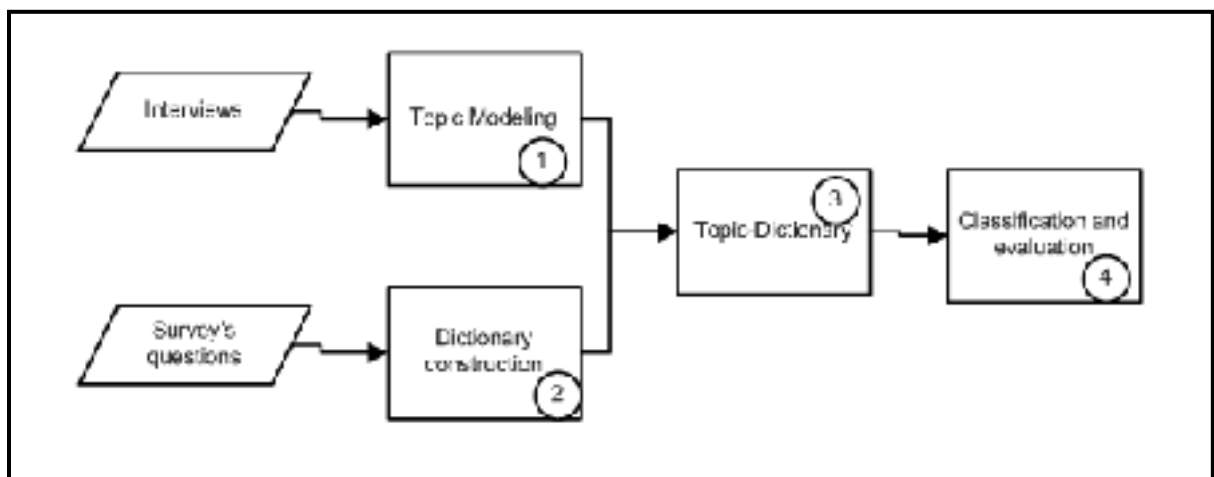 Interviews
Topic Modeling
1
Survey's
questions
Dictionary
construction
2
3
Topic-Dictionary
Classification and
evaluation
4